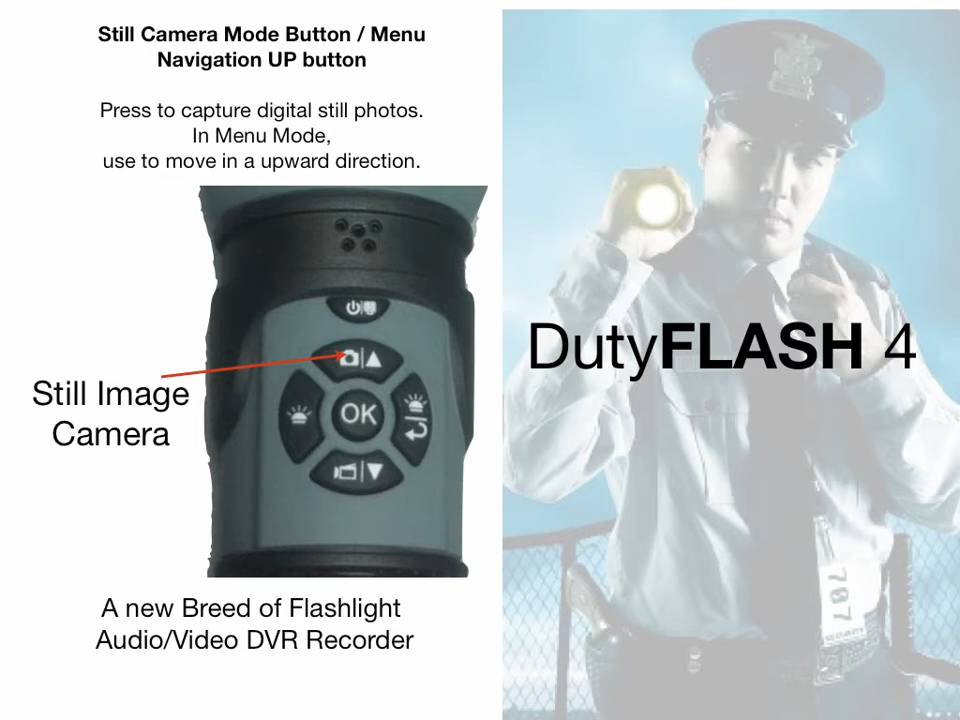 Still Camera Mode Button / Menu
Navigation UP button
Press to capture digital still photos.
In Menu Mode,
use to move in a upward direction.
Still Image
Camera
OK
DutyFLASH 4
A new Breed of Flashlight
Audio/Video DVR Recorder
787
SECURITY